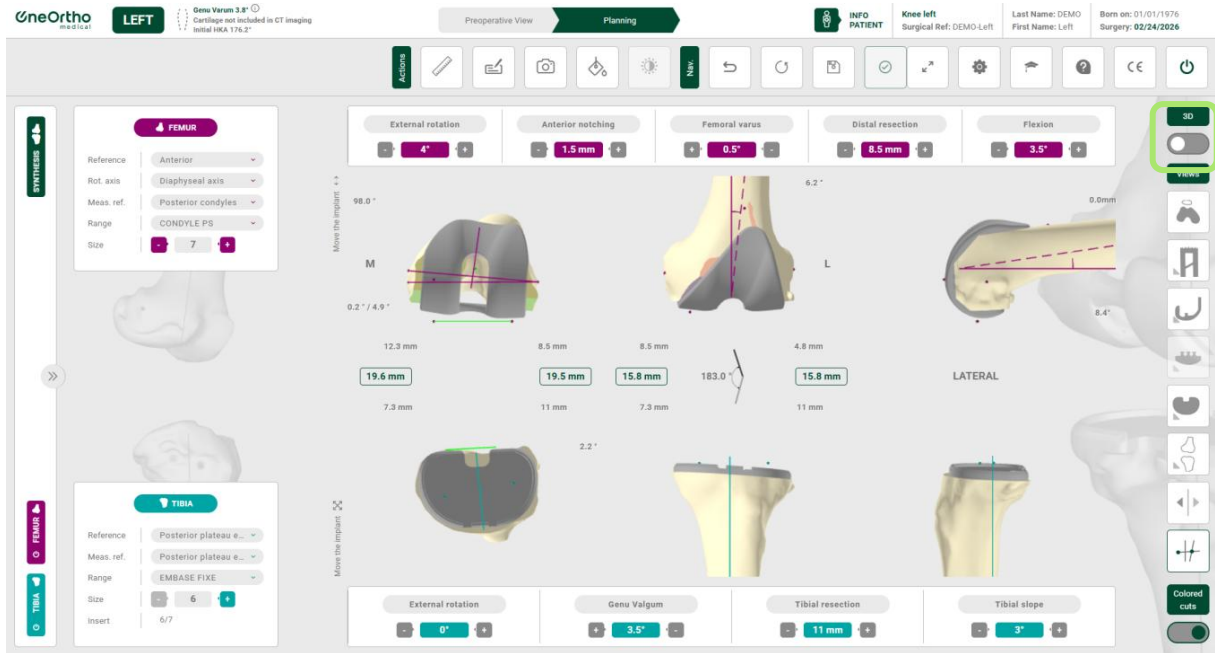 OneOrtho
medical
LEFT
Genu Varum 3.8°
Cartilage not included in CT imaging
Initial HKA 176.2°
Preoperative View
Planning
INFO
PATIENT
Knee left
Surgical Ref: DEMO-Left
Last Name: DEMO
First Name: Left
Born on: 01/01/1976
Surgery: 02/24/2026
Actions
Nav.
CE
SYNTHESIS
FEMUR
Reference Anterior
Rot. axis Diaphyseal axis
Meas. ref. Posterior condyles
Range CONDYLE PS
Size - 7 +
External rotation
- 4° +
Anterior notching
- 1.5 mm +
Femoral varus
+ 0.5° -
Distal resection
- 8.5 mm +
Flexion
- 3.5° +
3D
Views
Move the implant
98.0 °
6.2 °
0.0mm
M
L
0.2 ° / 4.9 °
8.4°
12.3 mm
8.5 mm
8.5 mm
4.8 mm
19.6 mm
19.5 mm
15.8 mm
183.0 °
15.8 mm
LATERAL
7.3 mm
11 mm
7.3 mm
11 mm
2.2 °
Move the implant
FEMUR
TIBIA
TIBIA
Reference Posterior plateau e...
Meas. ref. Posterior plateau e...
Range EMBASE FIXE
Size - 6 +
Insert 6/7
External rotation
- 0° +
Genu Valgum
+ 3.5° -
Tibial resection
- 11 mm +
Tibial slope
- 3° +
Colored
cuts